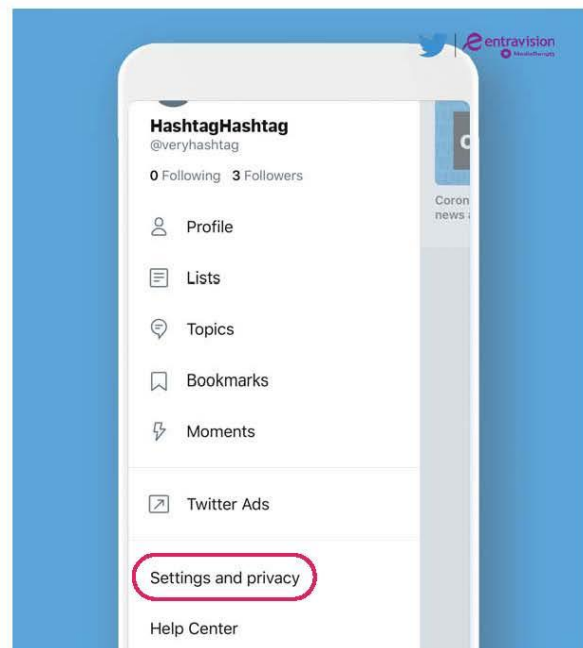 entravision
MediaDonuts
HashtagHashtag
@veryhashtag
0 Following 3 Followers
Coron
news a
Profile
Lists
Topics
Bookmarks
Moments
Twitter Ads
Settings and privacy
Help Center